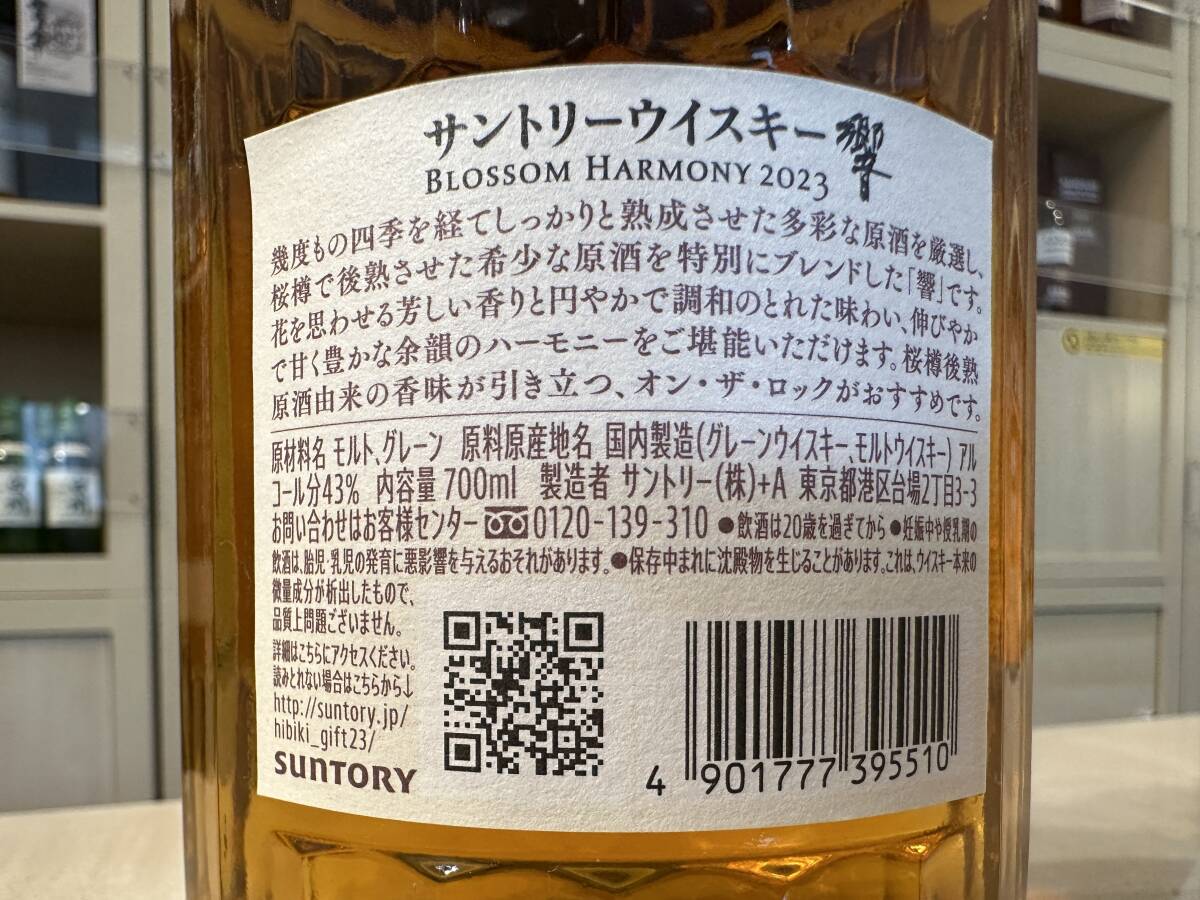 サントリーウイスキー響
BLOSSOM HARMONY 2023
幾度もの四季を経てしっかりと熟成させた多彩な原酒を厳選し、
桜樽で後熟させた希少な原酒を特別にブレンドした「響」です。
花を思わせる芳しい香りと円やかで調和のとれた味わい、伸びやか
で甘く豊かな余韻のハーモニーをご堪能いただけます。桜樽後熟
原酒由来の香味が引き立つ、オン・ザ・ロックがおすすめです。
原材料名 モルト、グレーン 原料原産地名 国内製造(グレーンウイスキー、モルトウイスキー) アル
コール分43% 内容量 700ml 製造者 サントリー(株)+A 東京都港区台場2丁目3-3
お問い合わせはお客様センター 0120-139-310 ●飲酒は20歳を過ぎてから ●妊娠中や授乳期の
飲酒は、胎児・乳児の発育に悪影響を与えるおそれがあります。●保存中まれに沈殿物を生じることがあります。これは、ウイスキー本来の
微量成分が析出したもので、
品質上問題ございません。
詳細はこちらにアクセスください。
読みとれない場合はこちらから↓
http://suntory.jp/
hibiki_gift23/
SUNTORY
4 901777 395510